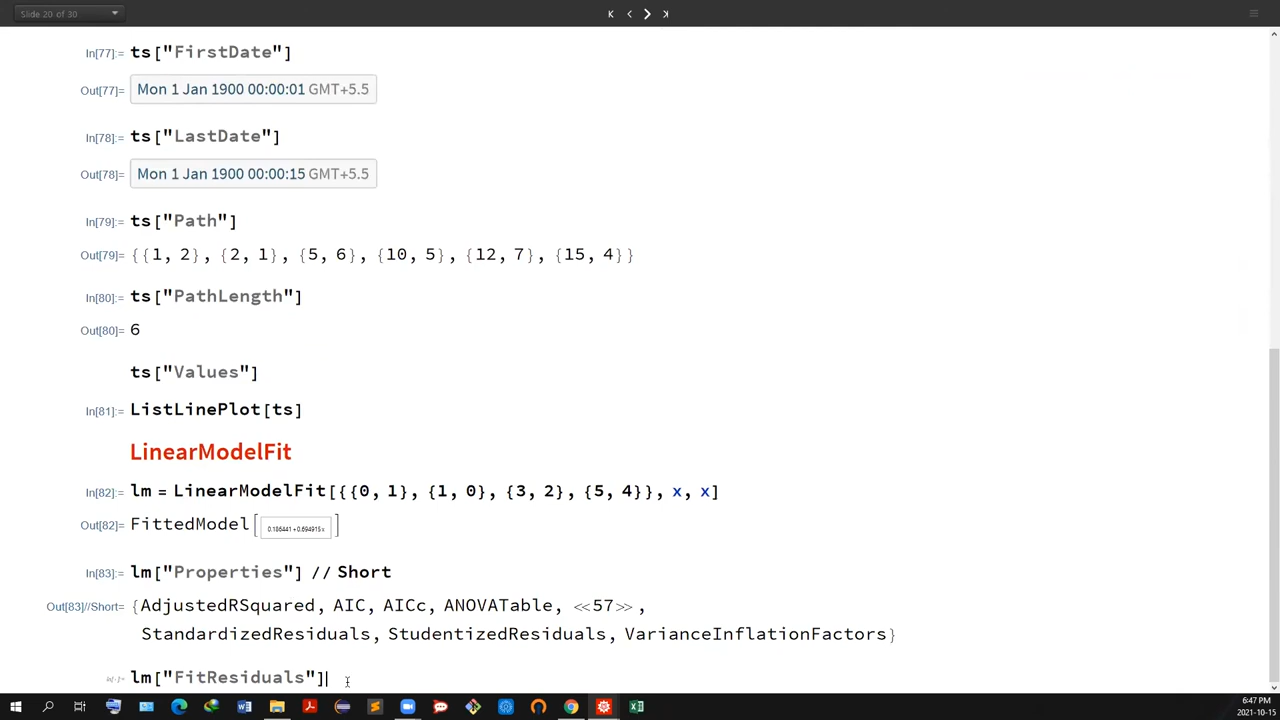 Slide 20 of 30
In[77]:= ts["FirstDate"]
Out[77]= Mon 1 Jan 1900 00:00:01 GMT+5.5
In[78]:= ts["LastDate"]
Out[78]= Mon 1 Jan 1900 00:00:15 GMT+5.5
In[79]:= ts["Path"]
Out[79]= {{1, 2}, {2, 1}, {5, 6}, {10, 5}, {12, 7}, {15, 4}}
In[80]:= ts["PathLength"]
Out[80]= 6
ts["Values"]
In[81]:= ListLinePlot[ts]
LinearModelFit
In[82]:= lm = LinearModelFit[{{0, 1}, {1, 0}, {3, 2}, {5, 4}}, x, x]
Out[82]= FittedModel[0.186441 + 0.694915 x]
In[83]:= lm["Properties"] // Short
Out[83]//Short= {AdjustedRSquared, AIC, AICc, ANOVATable, <<57>>,
StandardizedResiduals, StudentizedResiduals, VarianceInflationFactors}
In[·]:= lm["FitResiduals"]
6:47 PM
2021-10-15